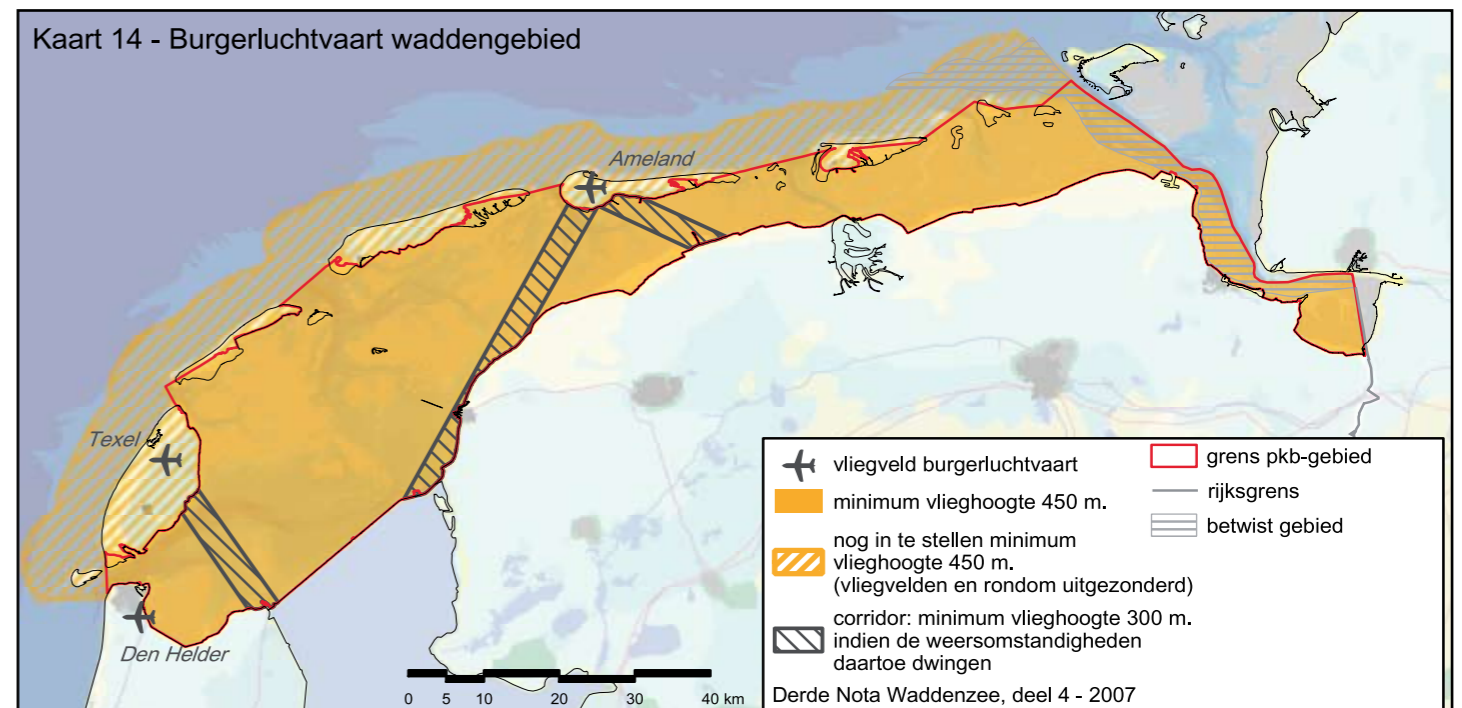 Kaart 14 - Burgerluchtvaart waddengebied
Ameland
Texel
Den Helder
0 5 10 20 30 40 km
vliegveld burgerluchtvaart
minimum vlieghoogte 450 m.
nog in te stellen minimum
vlieghoogte 450 m.
(vliegvelden en rondom uitgezonderd)
corridor: minimum vlieghoogte 300 m.
indien de weersomstandigheden
daartoe dwingen
grens pkb-gebied
rijksgrens
betwist gebied
Derde Nota Waddenzee, deel 4 - 2007